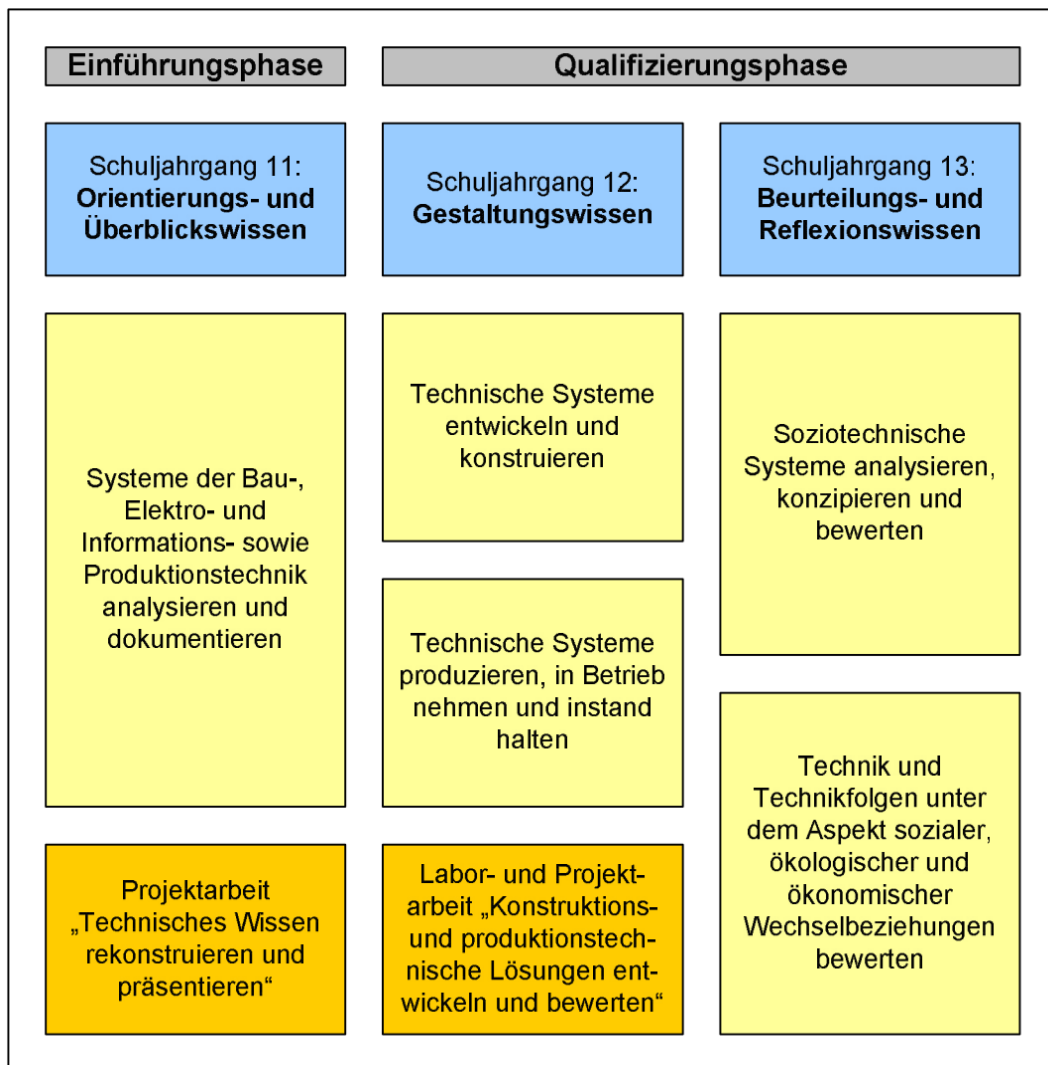 Einführungsphase
Qualifizierungsphase
Schuljahrgang 11:
Orientierungs- und
Überblickswissen
Schuljahrgang 12:
Gestaltungswissen
Schuljahrgang 13:
Beurteilungs- und
Reflexionswissen
Systeme der Bau-,
Elektro- und
Informations- sowie
Produktionstechnik
analysieren und
dokumentieren
Technische Systeme
entwickeln und
konstruieren
Technische Systeme
produzieren, in Betrieb
nehmen und instand
halten
Soziotechnische
Systeme analysieren,
konzipieren und
bewerten
Technik und
Technikfolgen unter
dem Aspekt sozialer,
ökologischer und
ökonomischer
Wechselbeziehungen
bewerten
Projektarbeit
„Technisches Wissen
rekonstruieren und
präsentieren“
Labor- und Projekt-
arbeit „Konstruktions-
und produktionstech-
nische Lösungen ent-
wickeln und bewerten“